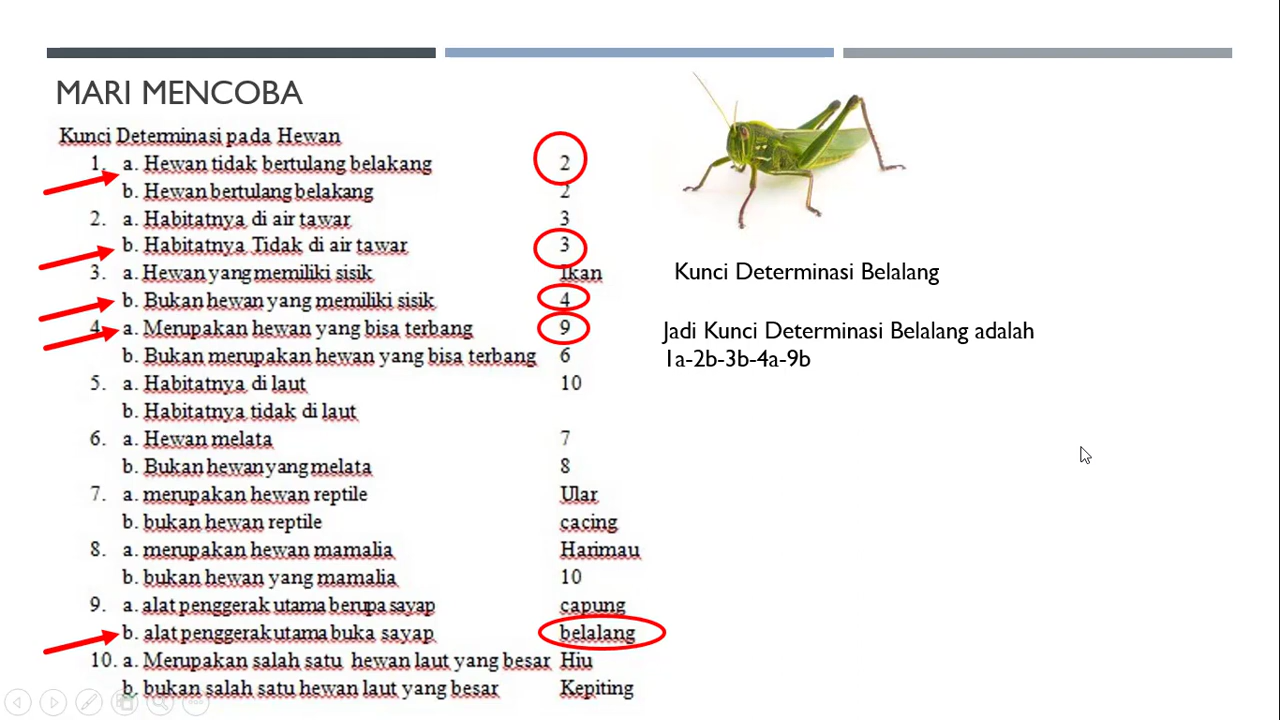 MARI MENCOBA
Kunci Determinasi pada Hewan
1. a. Hewan tidak bertulang belakang 2
b. Hewan bertulang belakang 2
2. a. Habitatnya di air tawar 3
b. Habitatnya Tidak di air tawar 3
3. a. Hewan yang memiliki sisik Ikan
b. Bukan hewan yang memiliki sisik 4
4. a. Merupakan hewan yang bisa terbang 9
b. Bukan merupakan hewan yang bisa terbang 6
5. a. Habitatnya di laut 10
b. Habitatnya tidak di laut
6. a. Hewan melata 7
b. Bukan hewan yang melata 8
7. a. merupakan hewan reptile Ular
b. bukan hewan reptile cacing
8. a. merupakan hewan mamalia Harimau
b. bukan hewan yang mamalia 10
9. a. alat penggerak utama berupa sayap capung
b. alat penggerak utama buka sayap belalang
10. a. Merupakan salah satu hewan laut yang besar Hiu
b. bukan salah satu hewan laut yang besar Kepiting
Kunci Determinasi Belalang
Jadi Kunci Determinasi Belalang adalah
1a-2b-3b-4a-9b